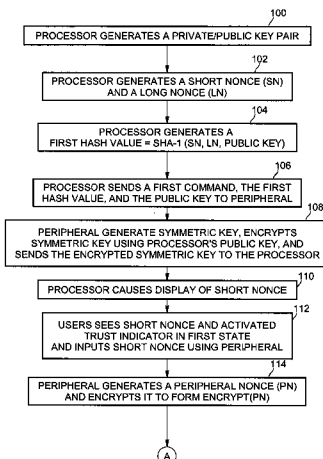 100
PROCESSOR GENERATES A PRIVATE/PUBLIC KEY PAIR
102
PROCESSOR GENERATES A SHORT NONCE (SN)
AND A LONG NONCE (LN)
104
PROCESSOR GENERATES A
FIRST HASH VALUE = SHA-1 (SN, LN, PUBLIC KEY)
106
PROCESSOR SENDS A FIRST COMMAND, THE FIRST
HASH VALUE, AND THE PUBLIC KEY TO PERIPHERAL
108
PERIPHERAL GENERATE SYMMETRIC KEY, ENCRYPTS
SYMMETRIC KEY USING PROCESSOR'S PUBLIC KEY, AND
SENDS THE ENCRYPTED SYMMETRIC KEY TO THE PROCESSOR
110
PROCESSOR CAUSES DISPLAY OF SHORT NONCE
112
USERS SEES SHORT NONCE AND ACTIVATED
TRUST INDICATOR IN FIRST STATE
AND INPUTS SHORT NONCE USING PERIPHERAL
114
PERIPHERAL GENERATES A PERIPHERAL NONCE (PN)
AND ENCRYPTS IT TO FORM ENCRYPT(PN)
A